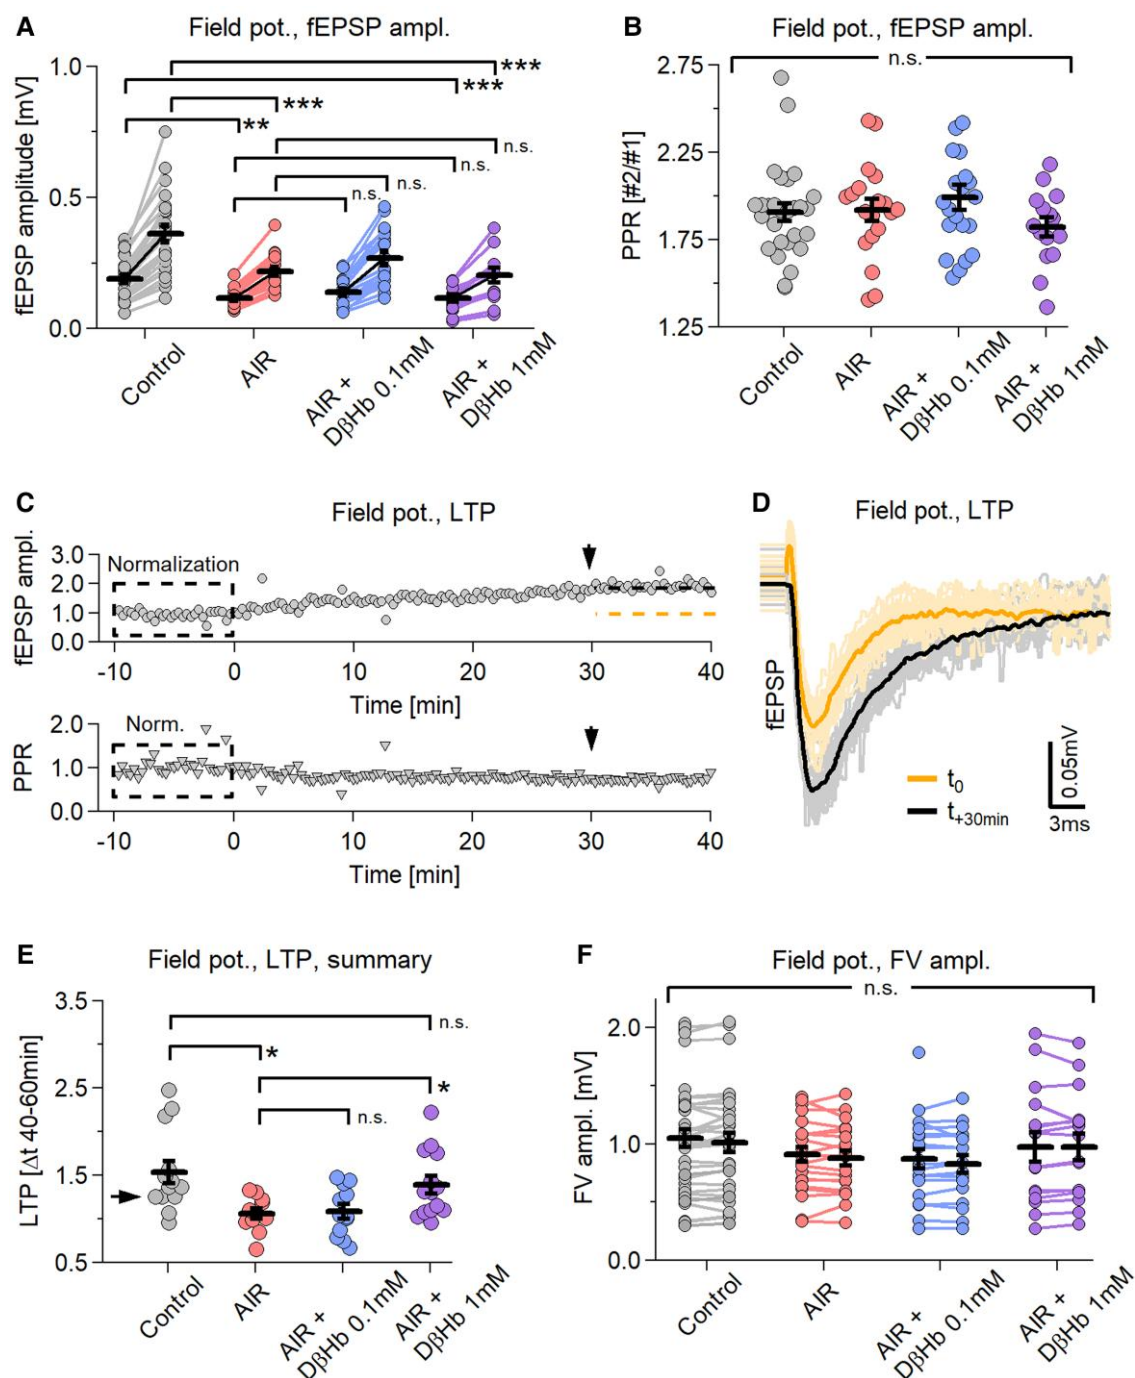 A
Field pot., fEPSP ampl.
fEPSP amplitude [mV]
1.0
0.5
0.0
***
***
***
**
n.s.
n.s.
n.s.
n.s.
Control
AIR
AIR +
DβHb 0.1mM
AIR +
DβHb 1mM
B
Field pot., fEPSP ampl.
n.s.
PPR [#2/#1]
2.75
2.25
1.75
1.25
Control
AIR
AIR +
DβHb 0.1mM
AIR +
DβHb 1mM
C
Field pot., LTP
fEPSP ampl.
3.0
2.0
1.0
0.0
Normalization
-10
0
10
20
30
40
Time [min]
PPR
2.0
1.0
0.0
Norm.
-10
0
10
20
30
40
Time [min]
D
Field pot., LTP
fEPSP
t0
t+30min
0.05mV
3ms
E
Field pot., LTP, summary
LTP [Δt 40-60min]
3.5
2.5
1.5
0.5
n.s.
*
*
n.s.
Control
AIR
AIR +
DβHb 0.1mM
AIR +
DβHb 1mM
F
Field pot., FV ampl.
n.s.
FV ampl. [mV]
2.0
1.0
0.0
Control
AIR
AIR +
DβHb 0.1mM
AIR +
DβHb 1mM